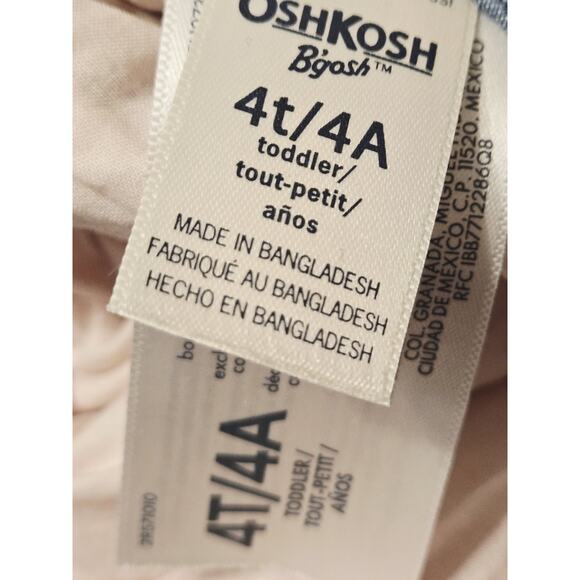 OSHKOSH
B'gosh™
4t/4A
toddler/
tout-petit/
años
MADE IN BANGLADESH
FABRIQUÉ AU BANGLADESH
HECHO EN BANGLADESH
COL. GRANADA,
CIUDAD DE MEXICO, C.P. 11520, MEXICO
RFC IBB7712286Q8
4T/4A
TODDLER/
TOUT-PETIT/
AÑOS